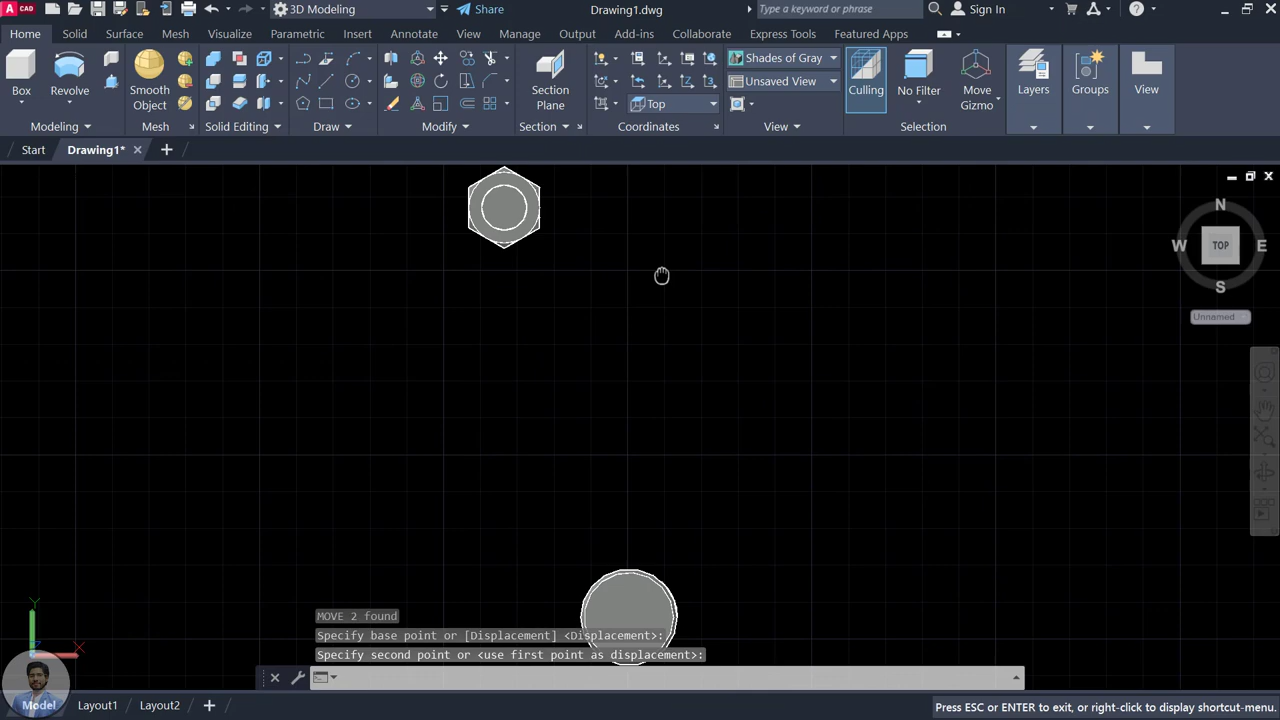 A CAD
3D Modeling
Share
Drawing1.dwg
Type a keyword or phrase
Sign In
Home
Solid
Surface
Mesh
Visualize
Parametric
Insert
Annotate
View
Manage
Output
Add-ins
Collaborate
Express Tools
Featured Apps
Box
Revolve
Smooth Object
Section Plane
Top
Shades of Gray
Unsaved View
Culling
No Filter
Move Gizmo
Layers
Groups
View
Modeling
Mesh
Solid Editing
Draw
Modify
Section
Coordinates
View
Selection
Start
Drawing1*
N
W
TOP
E
S
Unnamed
Y
X
MOVE 2 found
Specify base point or [Displacement] <Displacement>:
Specify second point or <use first point as displacement>:
Model
Layout1
Layout2
Press ESC or ENTER to exit, or right-click to display shortcut-menu.